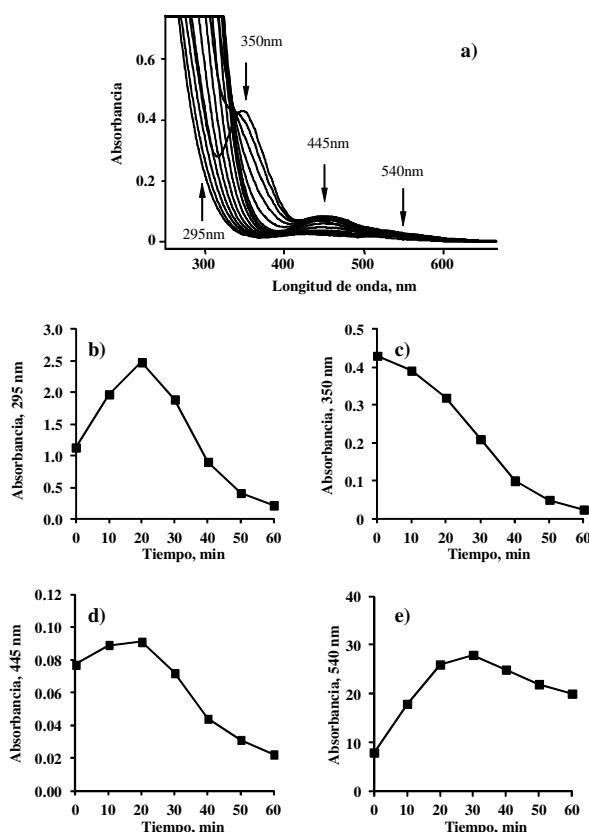 a)
350nm
445nm
540nm
295nm
Absorbancia
0.6
0.4
0.2
0
300
400
500
600
Longitud de onda, nm
b)
Absorbancia, 295 nm
3.0
2.5
2.0
1.5
1.0
0.5
0.0
0 10 20 30 40 50 60
Tiempo, min
c)
Absorbancia, 350 nm
0.5
0.4
0.3
0.2
0.1
0
0 10 20 30 40 50 60
Tiempo, min
d)
Absorbancia, 445 nm
0.12
0.10
0.08
0.06
0.04
0.02
0.00
0 10 20 30 40 50 60
Tiempo, min
e)
Absorbancia, 540 nm
40
30
20
10
0
0 10 20 30 40 50 60
Tiempo, min